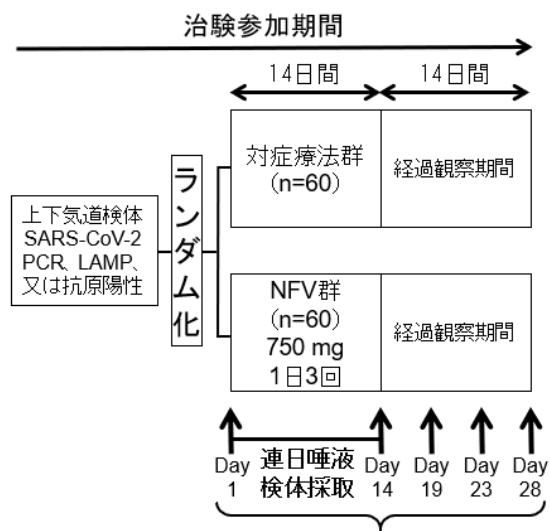 治験参加期間
14日間
14日間
上下気道検体
SARS-CoV-2
PCR、LAMP、
又は抗原陽性
ランダム化
対症療法群
(n=60)
経過観察期間
NFV群
(n=60)
750 mg
1日3回
経過観察期間
連日唾液
検体採取
Day
1
Day
14
Day
19
Day
23
Day
28